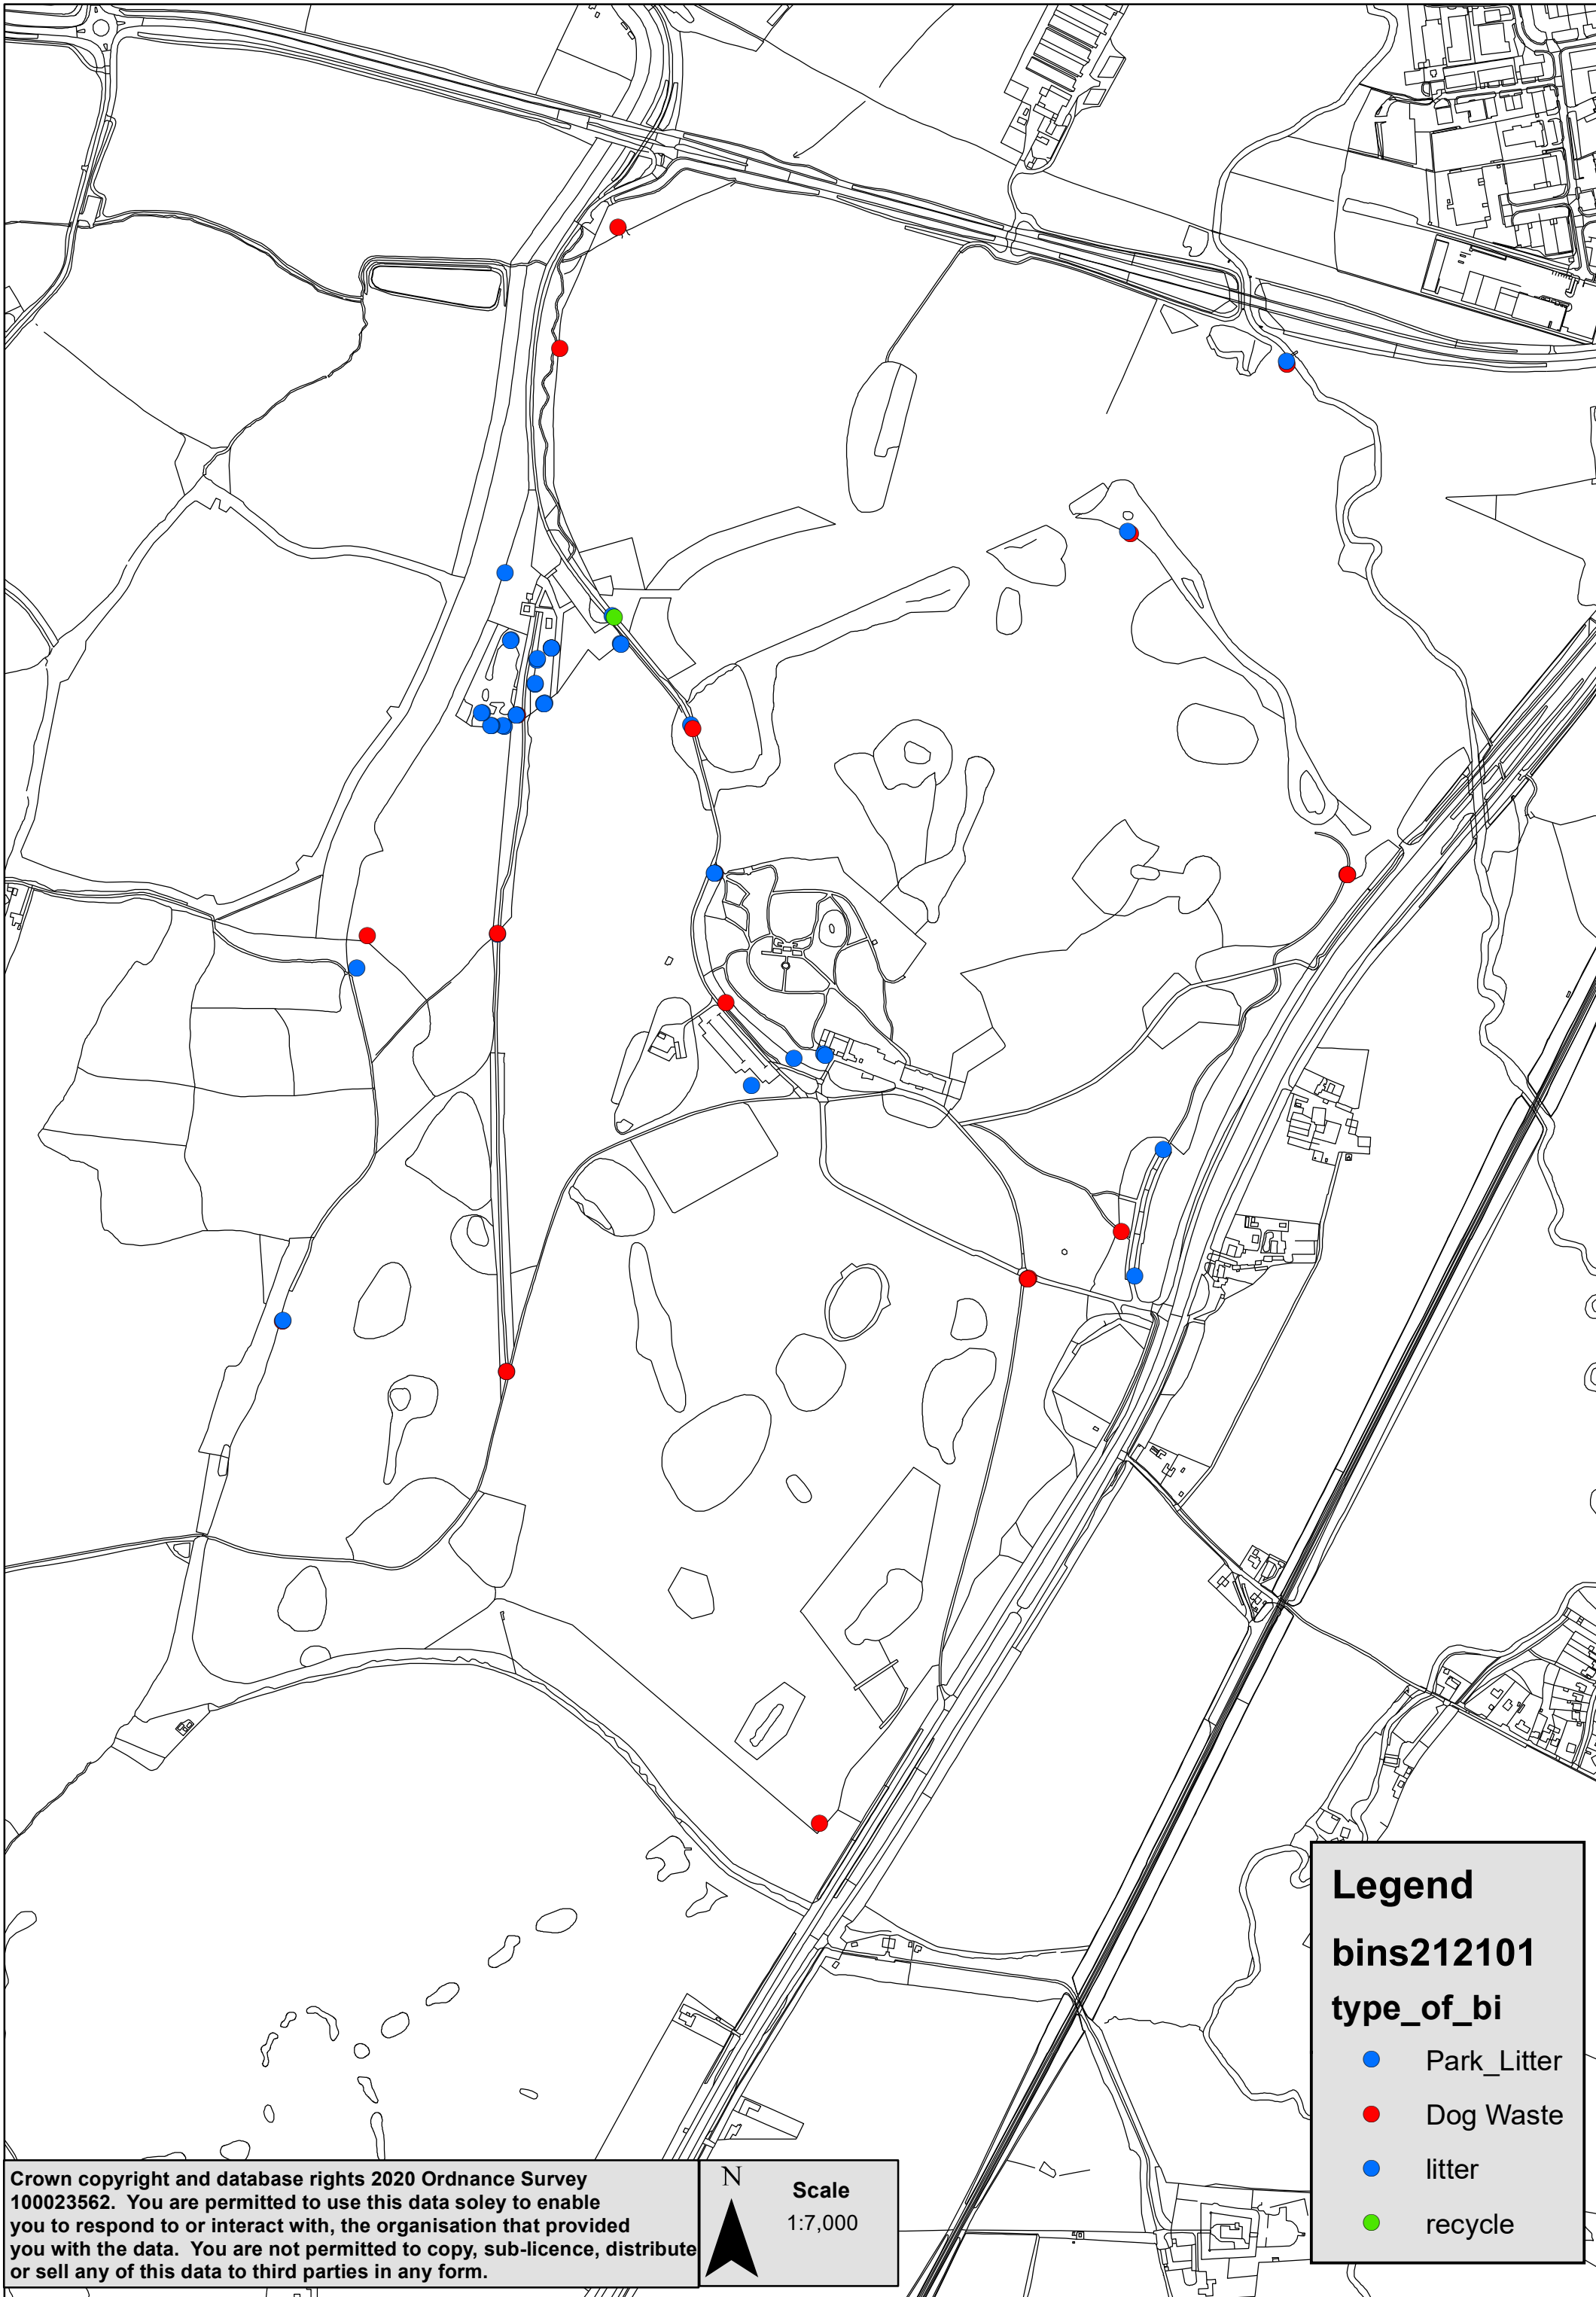 Legend
bins212101
type_of_bi
Park_Litter
Dog Waste
litter
recycle
Crown copyright and database rights 2020 Ordnance Survey
100023562. You are permitted to use this data soley to enable
you to respond to or interact with, the organisation that provided
you with the data. You are not permitted to copy, sub-licence, distribute
or sell any of this data to third parties in any form.
N
Scale
1:7,000